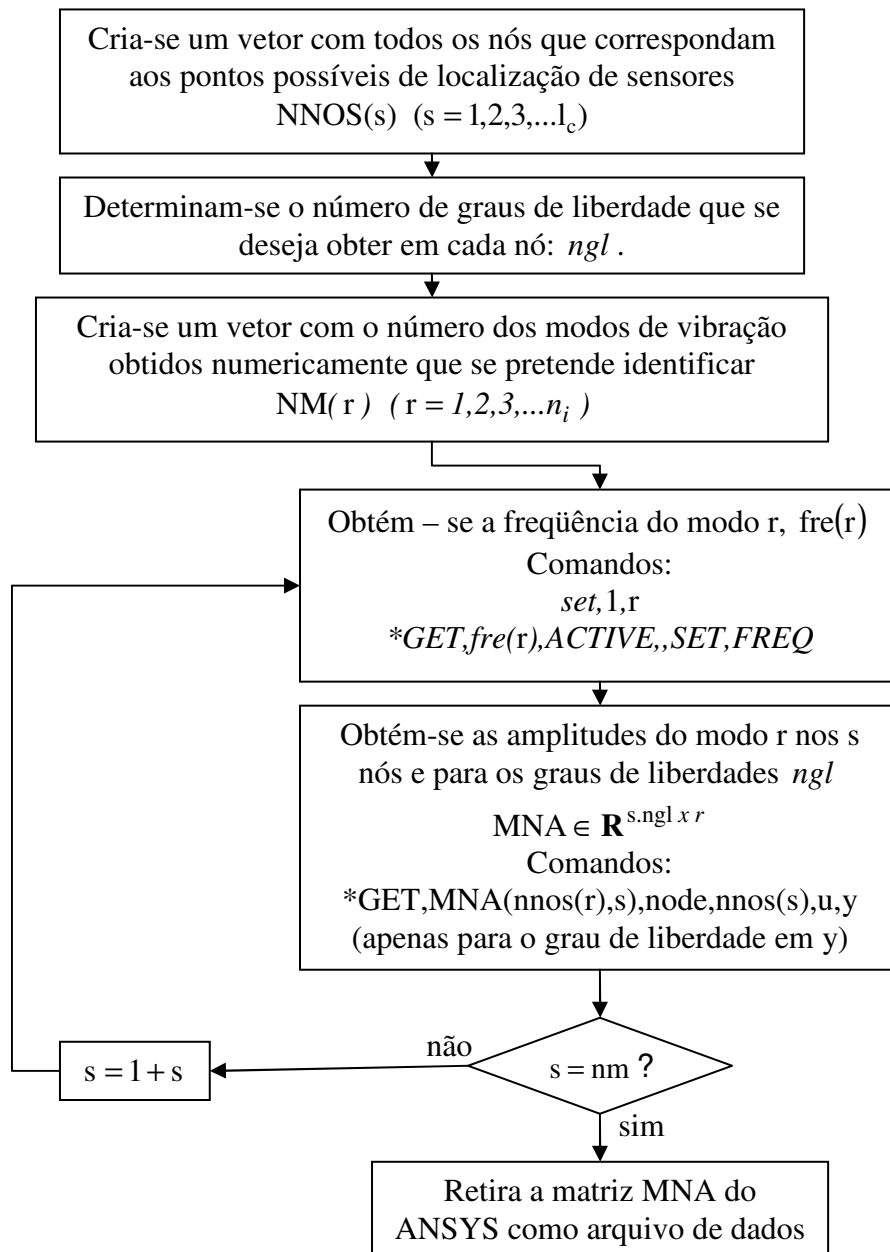 Cria-se um vetor com todos os nós que correspondam
aos pontos possíveis de localização de sensores
NNOS(s) (s = 1,2,3,...l_c)
Determinam-se o número de graus de liberdade que se
deseja obter em cada nó: ngl .
Cria-se um vetor com o número dos modos de vibração
obtidos numericamente que se pretende identificar
NM( r ) ( r = 1,2,3,...n_i )
Obtém – se a freqüência do modo r, fre(r)
Comandos:
set,1,r
*GET,fre(r),ACTIVE,,SET,FREQ
Obtém-se as amplitudes do modo r nos s
nós e para os graus de liberdades ngl
MNA ∈ R^{s.ngl x r}
Comandos:
*GET,MNA(nnos(r),s),node,nnos(s),u,y
(apenas para o grau de liberdade em y)
não
s = 1 + s
s = nm ?
sim
Retira a matriz MNA do
ANSYS como arquivo de dados